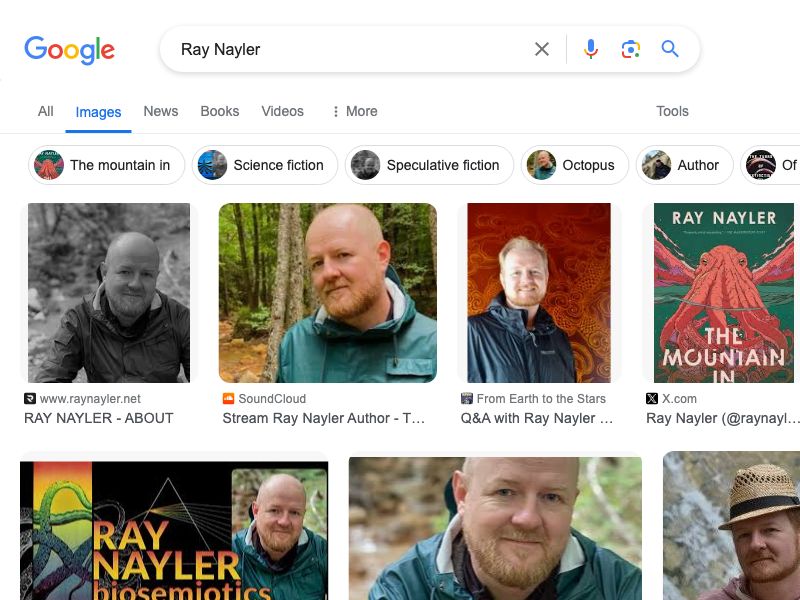 Google
Ray Nayler
All
Images
News
Books
Videos
More
Tools
The mountain in
Science fiction
Speculative fiction
Octopus
Author
Of
RAY NAYLER
THE
MOUNTAIN
IN
www.raynayler.net
RAY NAYLER - ABOUT
SoundCloud
Stream Ray Nayler Author - T...
From Earth to the Stars
Q&A with Ray Nayler ...
X.com
Ray Nayler (@raynayl...
RAY
NAYLER
biosemiotics